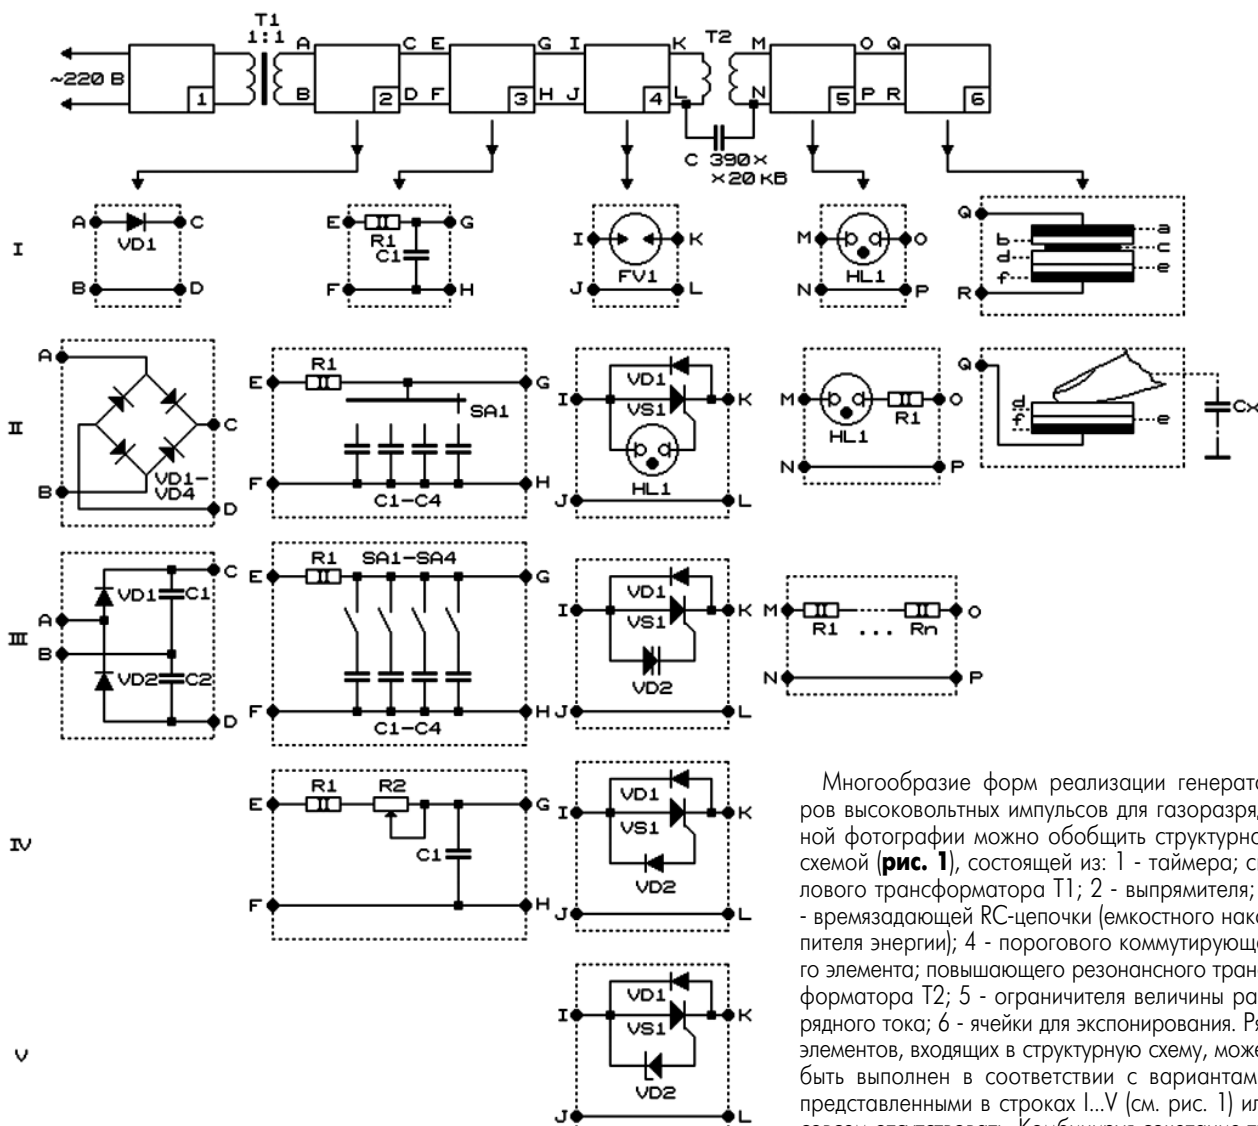 T1
1:1
A C E G I K T2 M O Q
~220 В
1 2 3 4 5 6
B D F H J L N P R
C 390×
×20 кВ
I
A C
VD1
B D
E G
R1
C1
F H
I K
FV1
J L
M O
HL1
N P
Q
a
b
c
d
e
f
R
II
A
C
B
VD1-
VD4
D
R1
E G
SA1
F H
C1-C4
VD1
I K
VS1
HL1
J L
M O
HL1
R1
N P
Q
d
f
e
Cx
III
C
VD1 C1
A
B
VD2 C2
D
R1 SA1-SA4
E G
F H
C1-C4
VD1
I K
VS1
VD2
J L
M O
R1 ... Rn
N P
IV
R1 R2
E G
C1
F H
VD1
I K
VS1
VD2
J L
V
VD1
I K
VS1
VD2
J L
Многообразие форм реализации генерато
ров высоковольтных импульсов для газоразря
ной фотографии можно обобщить структурно
схемой (рис. 1), состоящей из: 1 - таймера; с
лового трансформатора Т1; 2 - выпрямителя;
- времязадающей RC-цепочки (емкостного нако
пителя энергии); 4 - порогового коммутирующе
го элемента; повышающего резонансного тран
форматора Т2; 5 - ограничителя величины ра
рядного тока; 6 - ячейки для экспонирования. Р
элементов, входящих в структурную схему, може
быть выполнен в соответствии с вариантам
представленными в строках I...V (см. рис. 1) ил